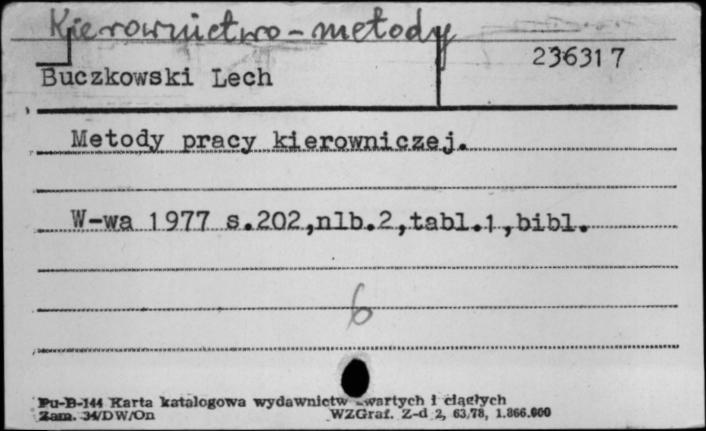 Kierownictwo - metody
236317
Buczkowski Lech
Metody pracy kierowniczej.
W-wa 1977 s.202,nlb.2,tabl.1,bibl.
6
Pu-B-144 Karta katalogowa wydawnictw zwartych i ciągłych
Zam. 34/DW/On WZGraf. Z-d 2, 63/78, 1.866.000